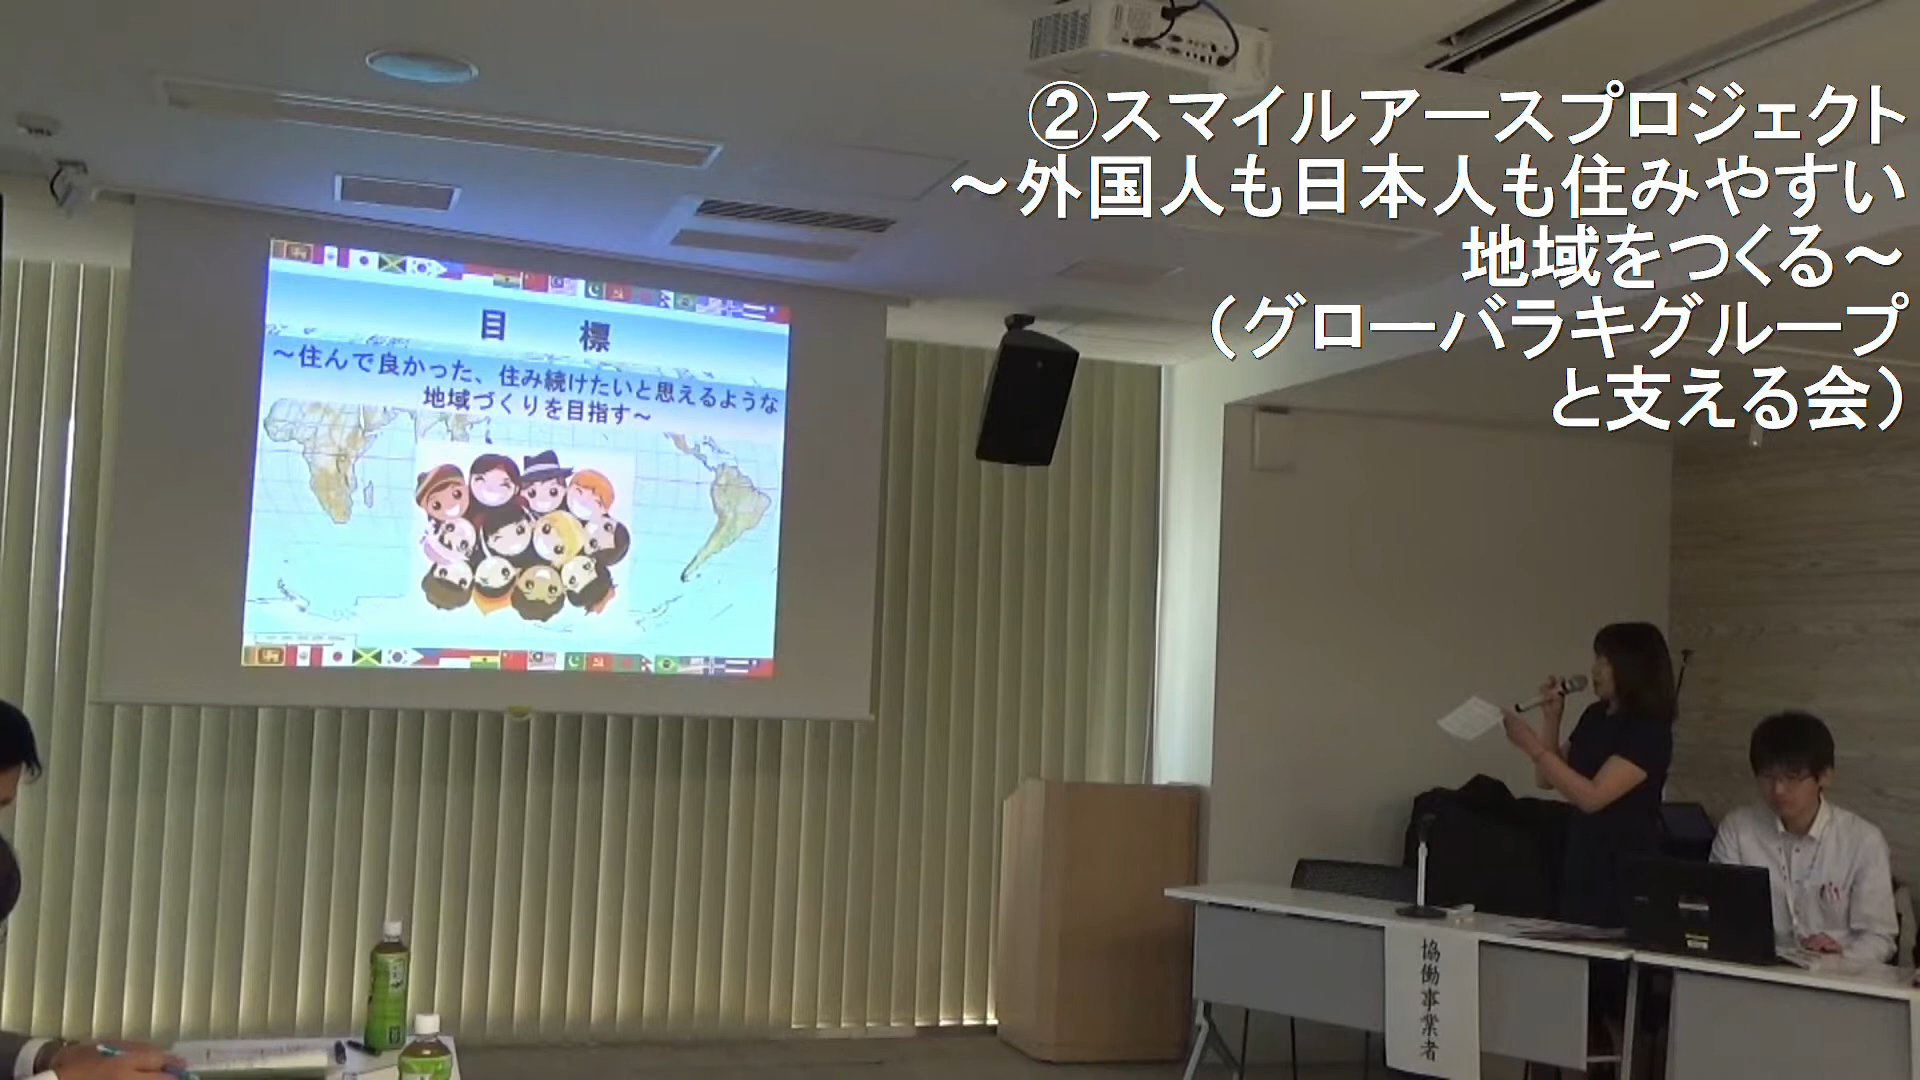 ②スマイルアースプロジェクト
～外国人も日本人も住みやすい
地域をつくる～
（グローバラキグループ
と支える会）
目　標
～住んで良かった、住み続けたいと思えるような
地域づくりを目指す～
協働事業者